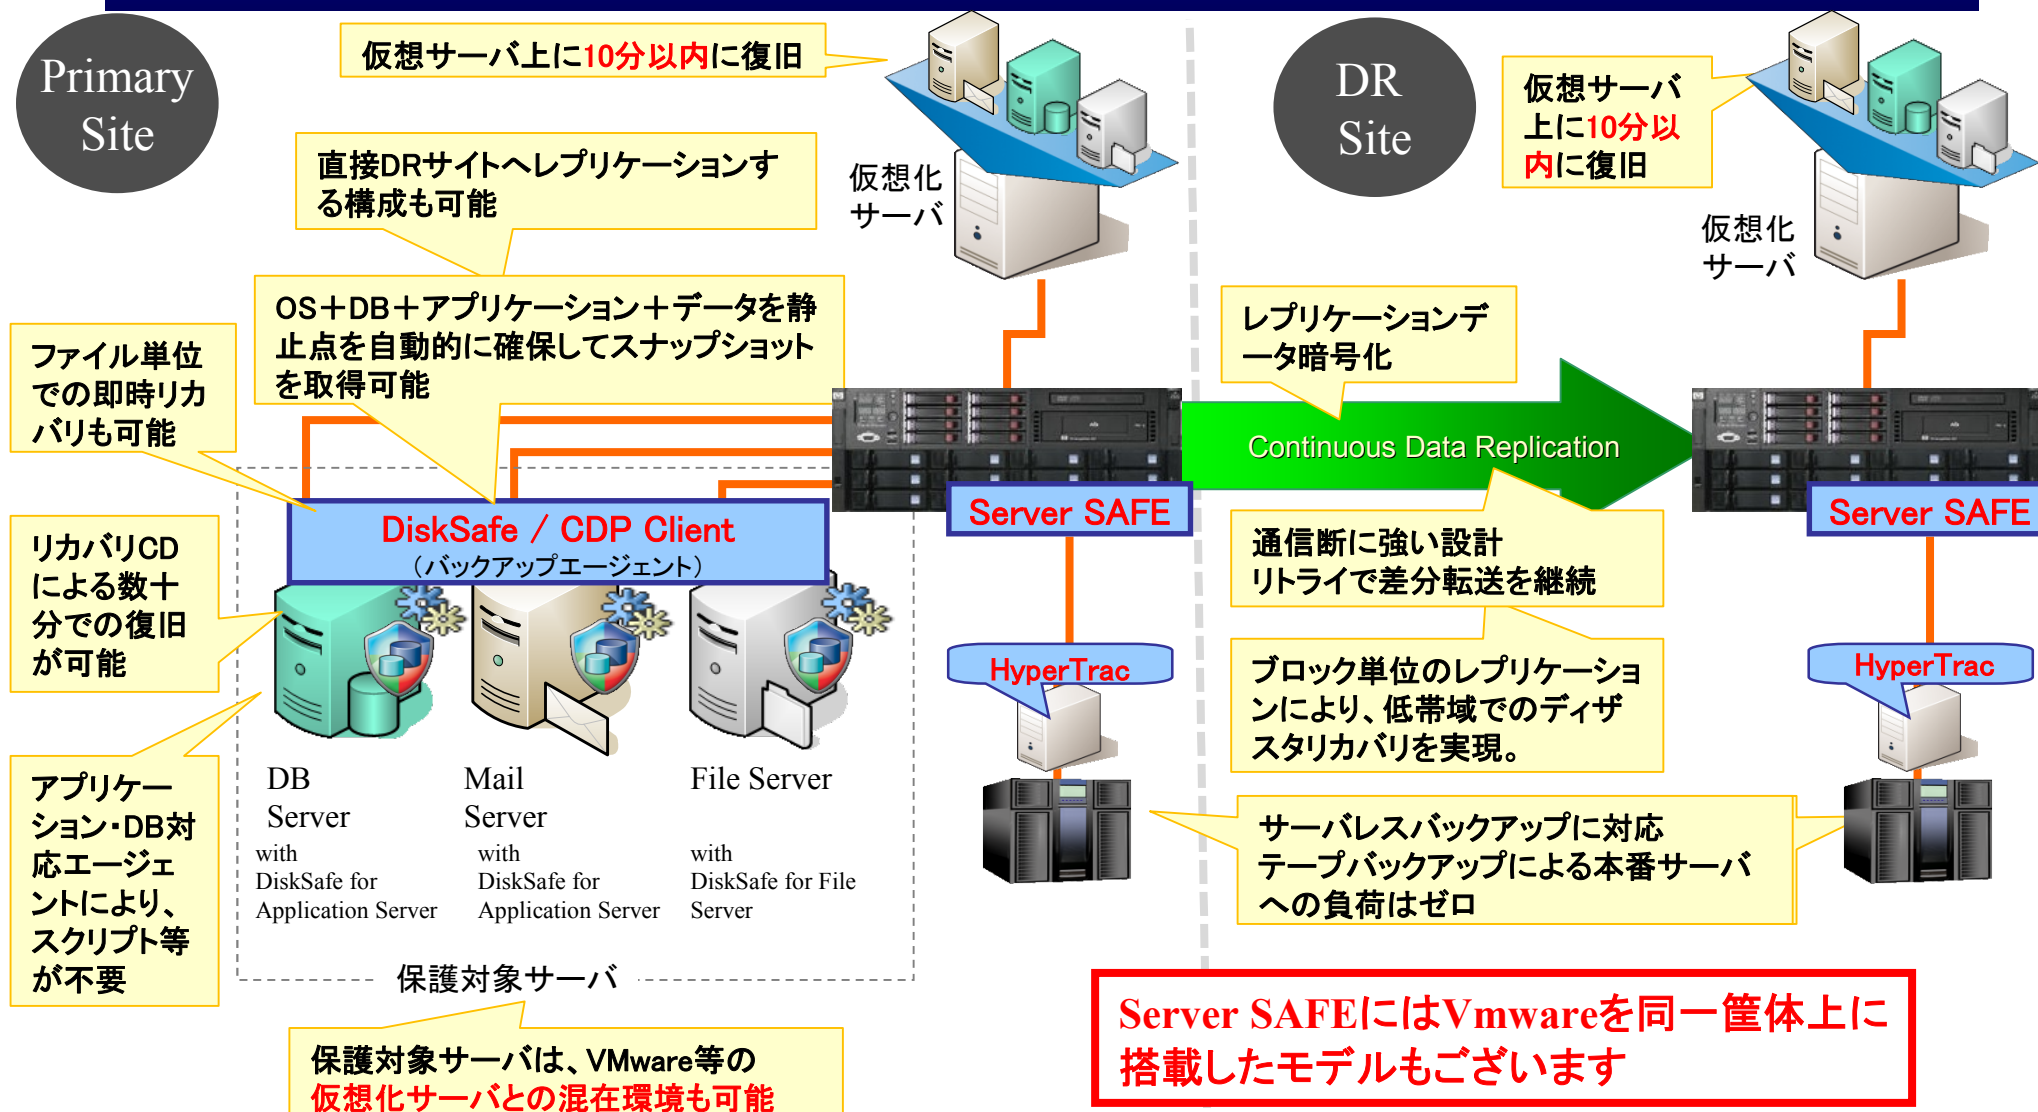 Primary
Site
仮想サーバ上に10分以内に復旧
直接DRサイトへレプリケーションす
る構成も可能
仮想化
サーバ
DR
Site
仮想サーバ
上に10分以
内に復旧
仮想化
サーバ
OS＋DB＋アプリケーション＋データを静
止点を自動的に確保してスナップショット
を取得可能
ファイル単位
での即時リカ
バリも可能
レプリケーションデ
ータ暗号化
Continuous Data Replication
DiskSafe / CDP Client
（バックアップエージェント）
Server SAFE
Server SAFE
リカバリCD
による数十
分での復旧
が可能
通信断に強い設計
リトライで差分転送を継続
HyperTrac
HyperTrac
ブロック単位のレプリケーショ
ンにより、低帯域でのディザ
スタリカバリを実現。
アプリケー
ション・DB対
応エージェ
ントにより、
スクリプト等
が不要
DB
Server
with
DiskSafe for
Application Server
Mail
Server
with
DiskSafe for
Application Server
File Server
with
DiskSafe for File
Server
サーバレスバックアップに対応
テープバックアップによる本番サーバ
への負荷はゼロ
保護対象サーバ
保護対象サーバは、VMware等の
仮想化サーバとの混在環境も可能
Server SAFEにはVmwareを同一筐体上に
搭載したモデルもございます